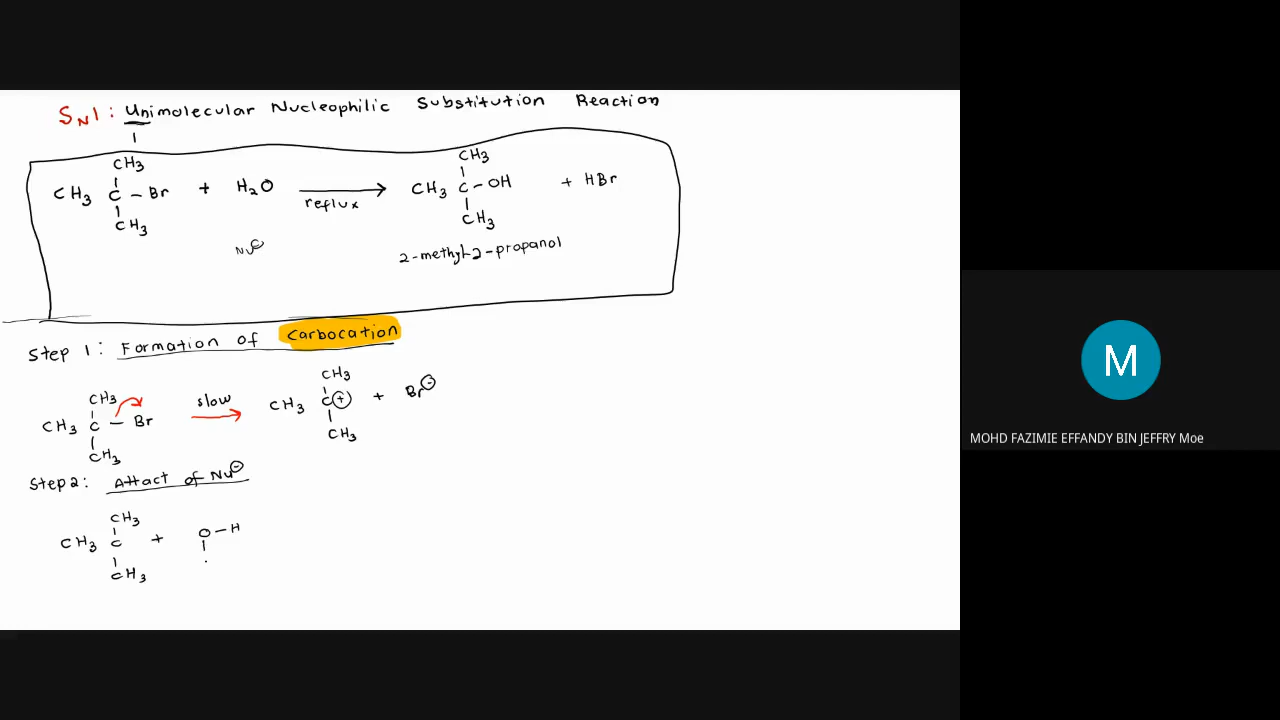 SN1: Unimolecular Nucleophilic Substitution Reaction
1
CH3 CH3
CH3 C - Br + H2O → CH3 C - OH + HBr
reflux
CH3 CH3
Nu⊖ 2-methyl-2-propanol
Step 1: Formation of Carbocation
CH3 slow CH3
CH3 C - Br → CH3 C⊕ + Br⊖
CH3 CH3
Step 2: Attact of Nu⊖
CH3
CH3 C + O - H
CH3
M
MOHD FAZIMIE EFFANDY BIN JEFFRY Moe